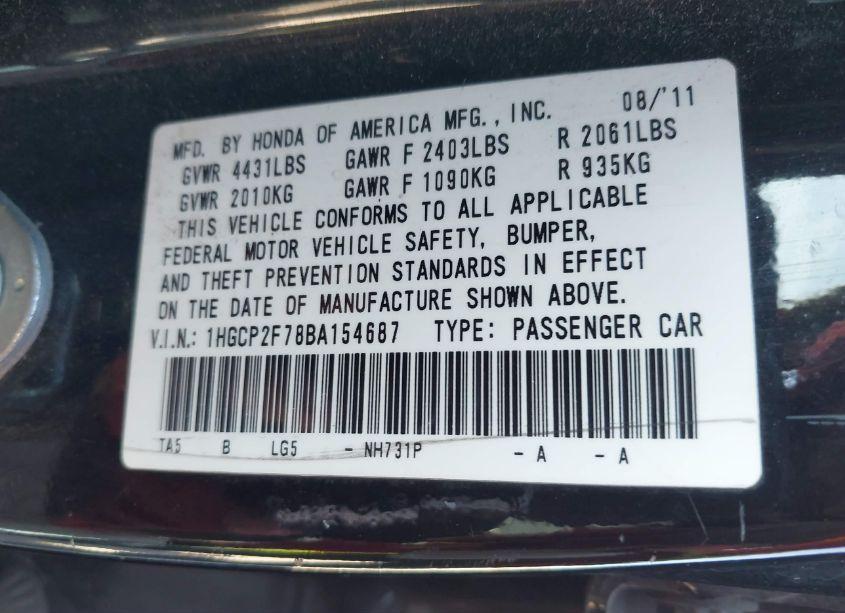 MFD. BY HONDA OF AMERICA MFG., INC. 08/'11
GVWR 4431LBS GAWR F 2403LBS R 2061LBS
GVWR 2010KG GAWR F 1090KG R 935KG
THIS VEHICLE CONFORMS TO ALL APPLICABLE
FEDERAL MOTOR VEHICLE SAFETY, BUMPER,
AND THEFT PREVENTION STANDARDS IN EFFECT
ON THE DATE OF MANUFACTURE SHOWN ABOVE.
V.I.N.: 1HGCP2F78BA154687 TYPE: PASSENGER CAR
TA5 B LG5 - NH731P - A - A